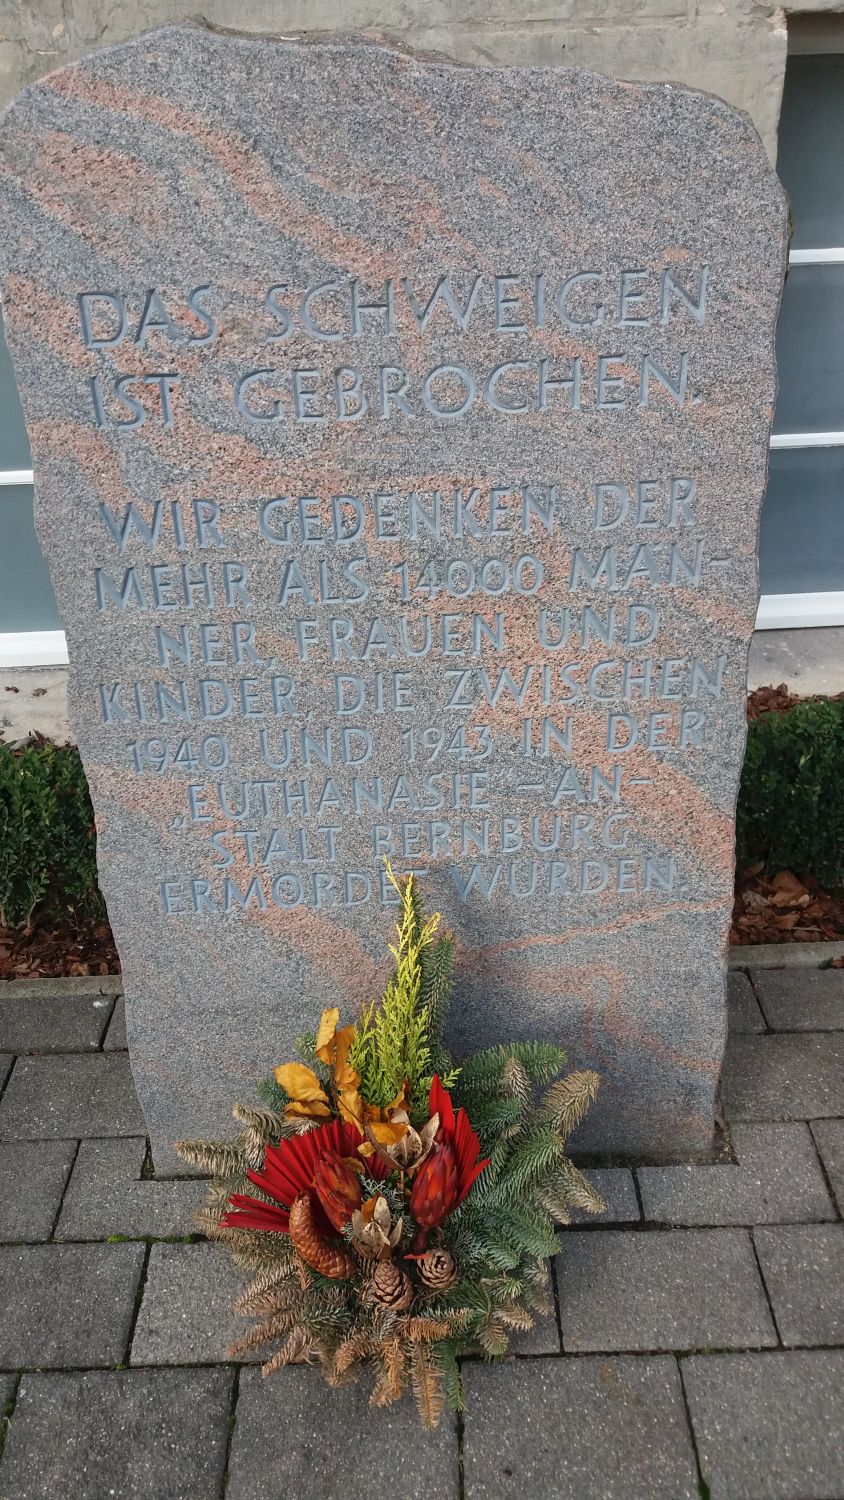 DAS SCHWEIGEN
IST GEBROCHEN.
WIR GEDENKEN DER
MEHR ALS 14000 MÄN–
NER, FRAUEN UND
KINDER, DIE ZWISCHEN
1940 UND 1943 IN DER
„EUTHANASIE"–AN–
STALT BERNBURG
ERMORDET WURDEN.